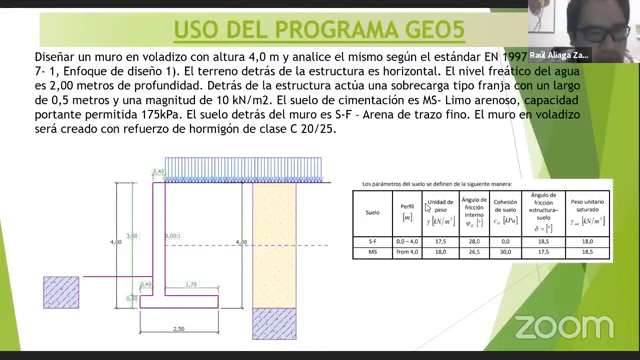 USO DEL PROGRAMA GEO5
Raúl Aliaga Za...
Diseñar un muro en voladizo con altura 4,0 m y analice el mismo según el estándar EN 1997
7- 1, Enfoque de diseño 1). El terreno detrás de la estructura es horizontal. El nivel freático del agua
es 2,00 metros de profundidad. Detrás de la estructura actúa una sobrecarga tipo franja con un largo
de 0,5 metros y una magnitud de 10 kN/m2. El suelo de cimentación es MS- Limo arenoso, capacidad
portante permitida 175kPa. El suelo detrás del muro es S-F - Arena de trazo fino. El muro en voladizo
será creado con refuerzo de hormigón de clase C 20/25.
0,40
4,00
3,60
0,00:1
4,00
0,40
0,40
1,70
2,50
Los parámetros del suelo se definen de la siguiente manera:
Suelo
Perfil
[m]
Unidad de
peso
γ [kN/m³]
Ángulo de
fricción
interno
φef [°]
Cohesión
de suelo
cef [kPa]
Ángulo de
fricción
estructura–
suelo
δ = [°]
Peso unitario
saturado
γsat [kN/m³]
S-F 0,0 – 4,0 17,5 28,0 0,0 18,5 18,0
MS from 4,0 18,0 26,5 30,0 17,5 18,5
zoom